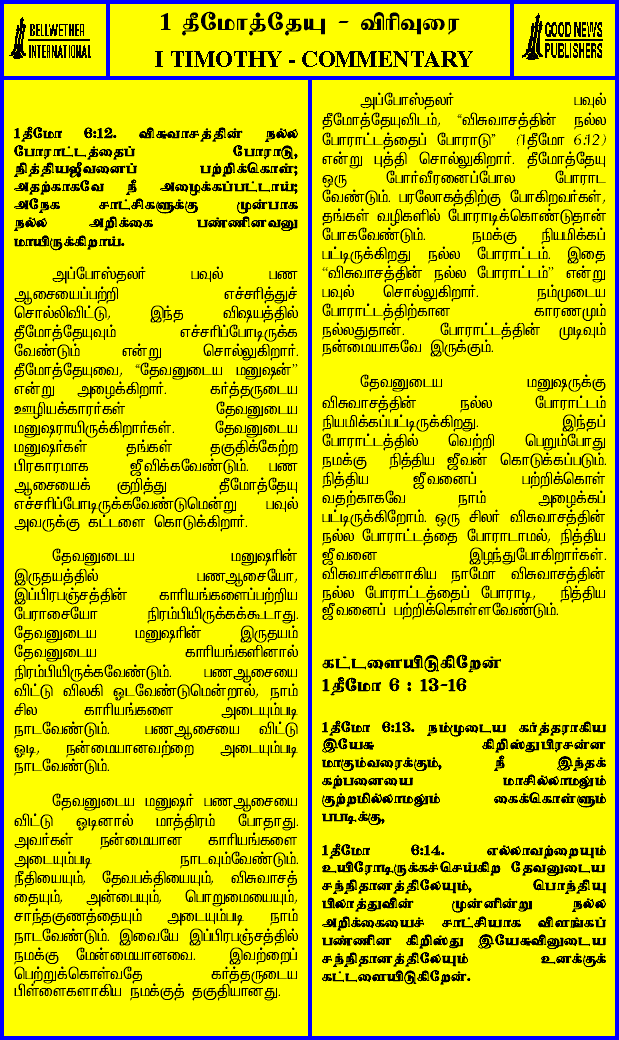 BELLWETHER
INTERNATIONAL
1 தீமோத்தேயு - விரிவுரை
I TIMOTHY - COMMENTARY
GOOD NEWS
PUBLISHERS
1தீமோ 6:12. விசுவாசத்தின் நல்ல
போராட்டத்தைப் போராடு,
நித்தியஜீவனைப் பற்றிக்கொள்;
அதற்காகவே நீ அழைக்கப்பட்டாய்;
அநேக சாட்சிகளுக்கு முன்பாக
நல்ல அறிக்கை பண்ணினவனு
மாயிருக்கிறாய்.
அப்போஸ்தலர் பவுல் பண
ஆசையைப்பற்றி எச்சரித்துச்
சொல்லிவிட்டு, இந்த விஷயத்தில்
தீமோத்தேயுவும் எச்சரிப்போடிருக்க
வேண்டும் என்று சொல்லுகிறார்.
தீமோத்தேயுவை, “தேவனுடைய மனுஷன்”
என்று அழைக்கிறார். கர்த்தருடைய
ஊழியக்காரர்கள் தேவனுடைய
மனுஷராயிருக்கிறார்கள். தேவனுடைய
மனுஷர்கள் தங்கள் தகுதிக்கேற்ற
பிரகாரமாக ஜீவிக்கவேண்டும். பண
ஆசையைக் குறித்து தீமோத்தேயு
எச்சரிப்போடிருக்கவேண்டுமென்று பவுல்
அவருக்கு கட்டளை கொடுக்கிறார்.
தேவனுடைய மனுஷரின்
இருதயத்தில் பணஆசையோ,
இப்பிரபஞ்சத்தின் காரியங்களைப்பற்றிய
பேராசையோ நிரம்பியிருக்கக்கூடாது.
தேவனுடைய மனுஷரின் இருதயம்
தேவனுடைய காரியங்களினால்
நிரம்பியிருக்கவேண்டும். பணஆசையை
விட்டு விலகி ஓடவேண்டுமென்றால், நாம்
சில காரியங்களை அடையும்படி
நாடவேண்டும். பணஆசையை விட்டு
ஓடி, நன்மையானவற்றை அடையும்படி
நாடவேண்டும்.
தேவனுடைய மனுஷர் பணஆசையை
விட்டு ஓடினால் மாத்திரம் போதாது.
அவர்கள் நன்மையான காரியங்களை
அடையும்படி நாடவும்வேண்டும்.
நீதியையும், தேவபக்தியையும், விசுவாசத்
தையும், அன்பையும், பொறுமையையும்,
சாந்தகுணத்தையும் அடையும்படி நாம்
நாடவேண்டும். இவையே இப்பிரபஞ்சத்தில்
நமக்கு மேன்மையானவை. இவற்றைப்
பெற்றுக்கொள்வதே கர்த்தருடைய
பிள்ளைகளாகிய நமக்குத் தகுதியானது.
அப்போஸ்தலர் பவுல்
தீமோத்தேயுவிடம், “விசுவாசத்தின் நல்ல
போராட்டத்தைப் போராடு” (1தீமோ 6:12)
என்று புத்தி சொல்லுகிறார். தீமோத்தேயு
ஒரு போர்வீரனைப்போல போராட
வேண்டும். பரலோகத்திற்கு போகிறவர்கள்,
தங்கள் வழிகளில் போராடிக்கொண்டுதான்
போகவேண்டும். நமக்கு நியமிக்கப்
பட்டிருக்கிறது நல்ல போராட்டம். இதை
“விசுவாசத்தின் நல்ல போராட்டம்” என்று
பவுல் சொல்லுகிறார். நம்முடைய
போராட்டத்திற்கான காரணமும்
நல்லதுதான். போராட்டத்தின் முடிவும்
நன்மையாகவே இருக்கும்.
தேவனுடைய மனுஷருக்கு
விசுவாசத்தின் நல்ல போராட்டம்
நியமிக்கப்பட்டிருக்கிறது. இந்தப்
போராட்டத்தில் வெற்றி பெறும்போது
நமக்கு நித்திய ஜீவன் கொடுக்கப்படும்.
நித்திய ஜீவனைப் பற்றிக்கொள்
வதற்காகவே நாம் அழைக்கப்
பட்டிருக்கிறோம். ஒரு சிலர் விசுவாசத்தின்
நல்ல போராட்டத்தை போராடாமல், நித்திய
ஜீவனை இழந்துபோகிறார்கள்.
விசுவாசிகளாகிய நாமோ விசுவாசத்தின்
நல்ல போராட்டத்தைப் போராடி, நித்திய
ஜீவனைப் பற்றிக்கொள்ளவேண்டும்.
கட்டளையிடுகிறேன்
1தீமோ 6 : 13-16
1தீமோ 6:13. நம்முடைய கர்த்தராகிய
இயேசு கிறிஸ்துபிரசன்ன
மாகும்வரைக்கும், நீ இந்தக்
கற்பனையை மாசில்லாமலும்
குற்றமில்லாமலும் கைக்கொள்ளும்
படிக்கு,
1தீமோ 6:14. எல்லாவற்றையும்
உயிரோடிருக்கச்செய்கிற தேவனுடைய
சந்நிதானத்திலேயும், பொந்தியு
பிலாத்துவின் முன்னின்று நல்ல
அறிக்கையைச் சாட்சியாக விளங்கப்
பண்ணின கிறிஸ்து இயேசுவினுடைய
சந்நிதானத்திலேயும் உனக்குக்
கட்டளையிடுகிறேன்.